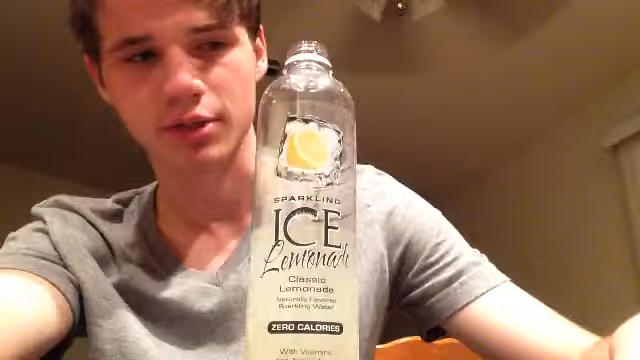 SPARKLING
ICE
Lemonade
Classic
Lemonade
Naturally Flavored
Sparkling Water
ZERO CALORIES
With Vitamins